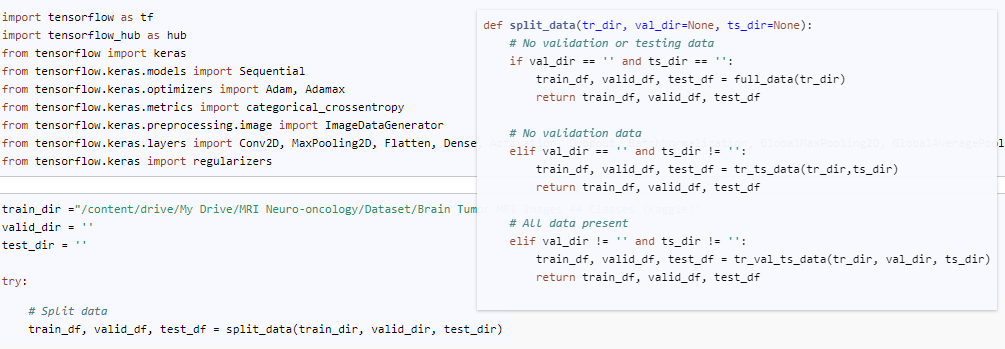 import tensorflow as tf
import tensorflow_hub as hub
from tensorflow import keras
from tensorflow.keras.models import Sequential
from tensorflow.keras.optimizers import Adam, Adamax
from tensorflow.keras.metrics import categorical_crossentropy
from tensorflow.keras.preprocessing.image import ImageDataGenerator
from tensorflow.keras.layers import Conv2D, MaxPooling2D, Flatten, Dense,
from tensorflow.keras import regularizers
train_dir ="/content/drive/My Drive/MRI Neuro-oncology/Dataset/Brain Tumor
valid_dir = ''
test_dir = ''
try:
# Split data
train_df, valid_df, test_df = split_data(train_dir, valid_dir, test_dir)
def split_data(tr_dir, val_dir=None, ts_dir=None):
# No validation or testing data
if val_dir == '' and ts_dir == '':
train_df, valid_df, test_df = full_data(tr_dir)
return train_df, valid_df, test_df
# No validation data
elif val_dir == '' and ts_dir != '':
train_df, valid_df, test_df = tr_ts_data(tr_dir,ts_dir)
return train_df, valid_df, test_df
# All data present
elif val_dir != '' and ts_dir != '':
train_df, valid_df, test_df = tr_val_ts_data(tr_dir, val_dir, ts_dir)
return train_df, valid_df, test_df